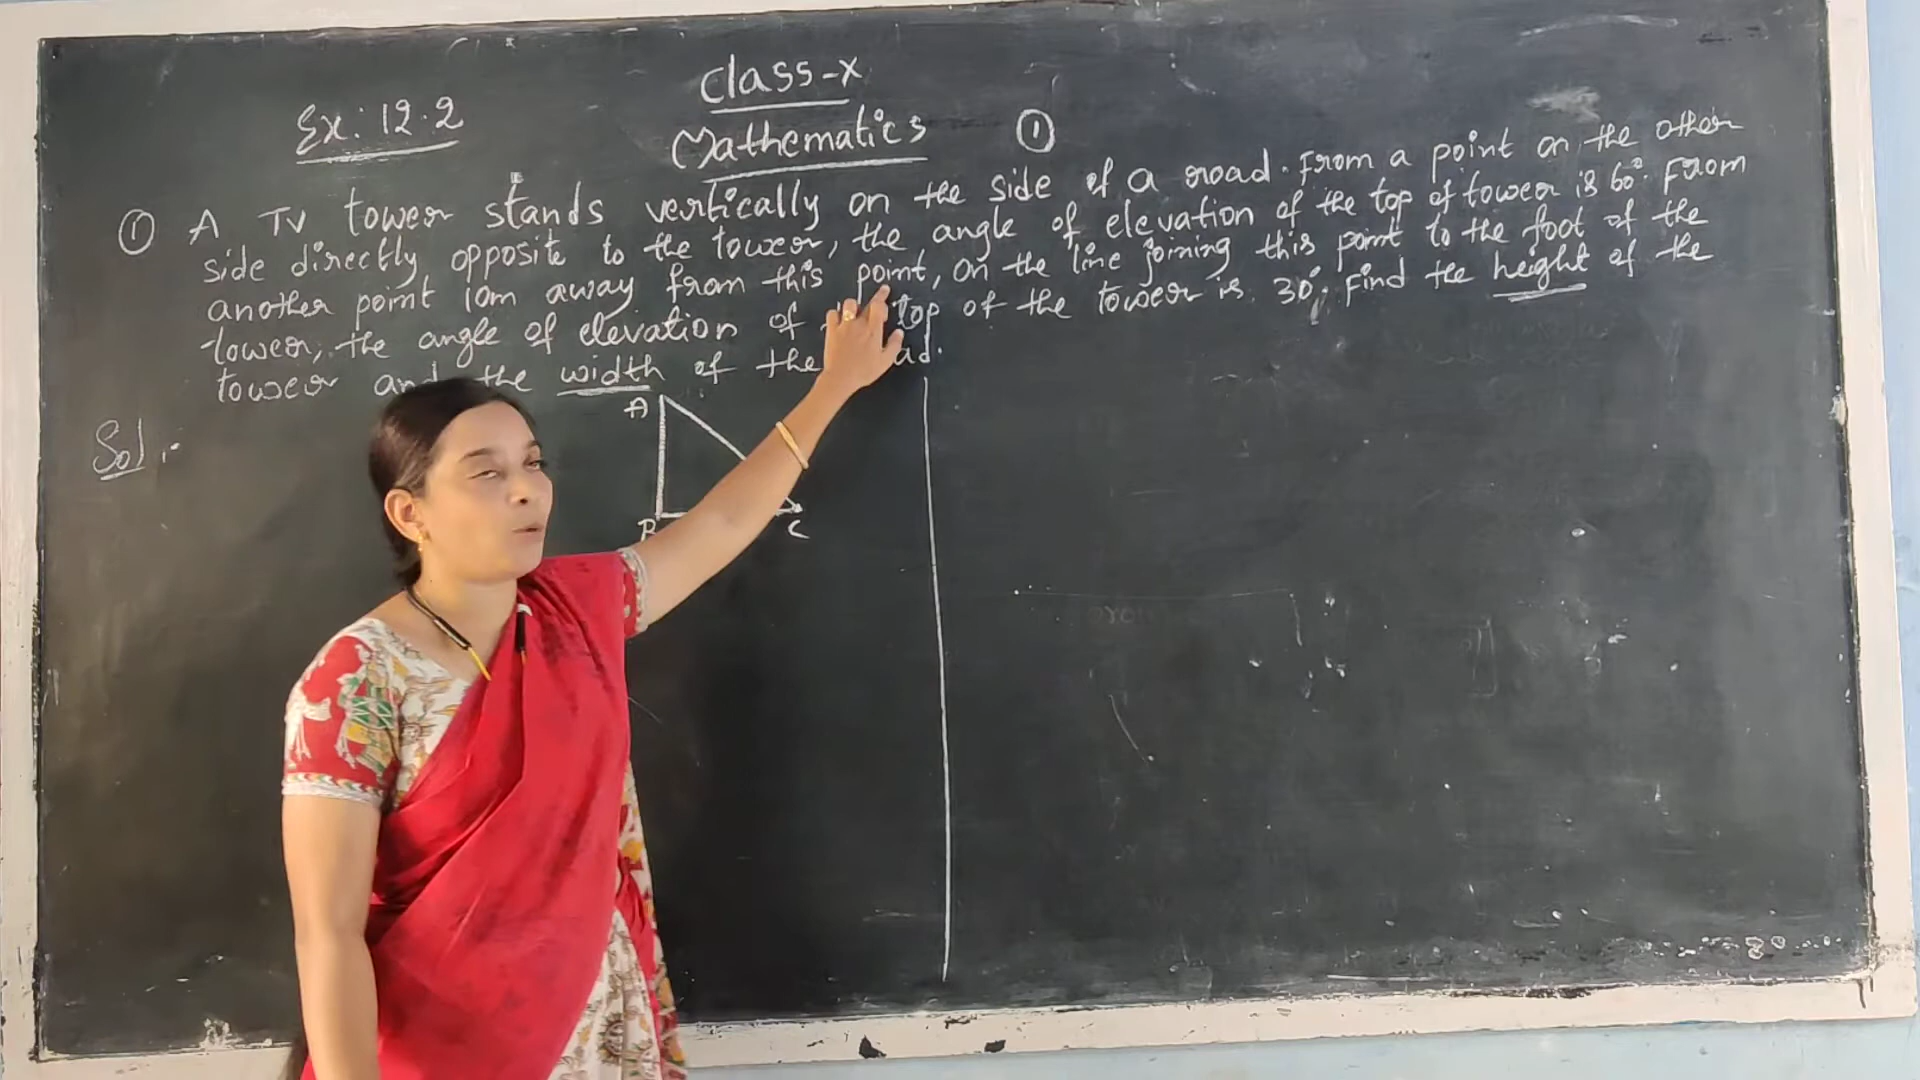 Class-X
Ex: 12.2
Mathematics ①
① A TV tower stands vertically on the side of a road. From a point on the other
side directly opposite to the tower, the angle of elevation of the top of tower is 60°. From
another point 10m away from this point, on the line joining this point to the foot of the
tower, the angle of elevation of top of the tower is 30°. Find the height of the
tower and the width of the
Sol:-
A
B
C